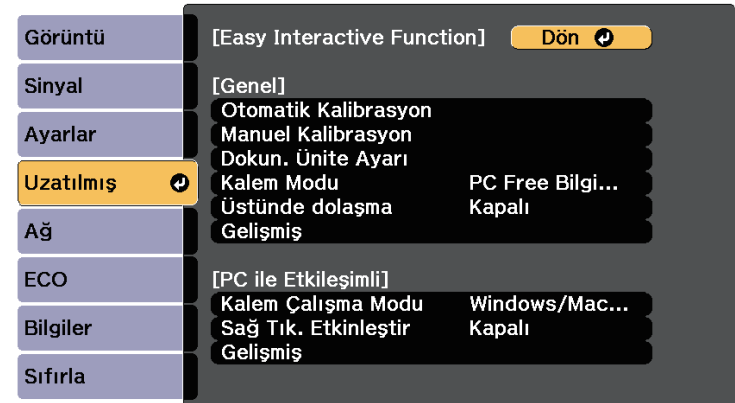 Görüntü
Sinyal
Ayarlar
Uzatılmış
Ağ
ECO
Bilgiler
Sıfırla
[Easy Interactive Function] Dön
[Genel]
Otomatik Kalibrasyon
Manuel Kalibrasyon
Dokun. Ünite Ayarı
Kalem Modu PC Free Bilgi...
Üstünde dolaşma Kapalı
Gelişmiş
[PC ile Etkileşimli]
Kalem Çalışma Modu Windows/Mac...
Sağ Tık. Etkinleştir Kapalı
Gelişmiş